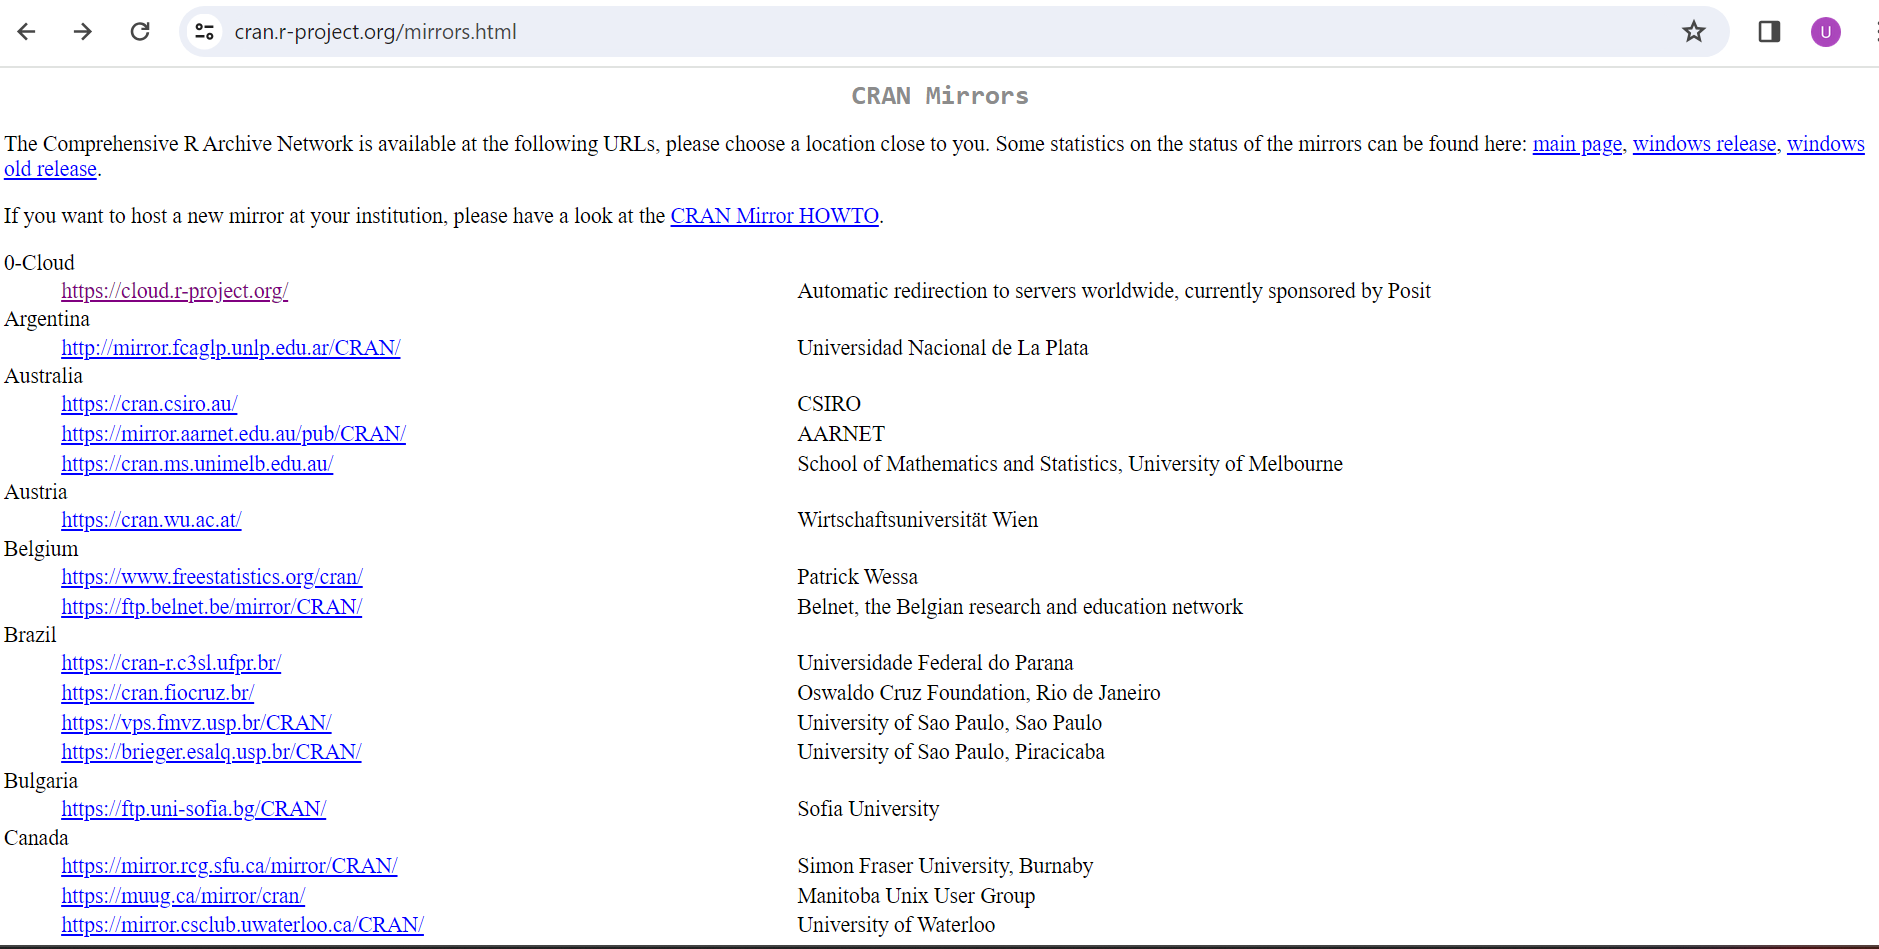 cran.r-project.org/mirrors.html
U
CRAN Mirrors
The Comprehensive R Archive Network is available at the following URLs, please choose a location close to you. Some statistics on the status of the mirrors can be found here: main page, windows release, windows
old release.
If you want to host a new mirror at your institution, please have a look at the CRAN Mirror HOWTO.
0-Cloud
https://cloud.r-project.org/ Automatic redirection to servers worldwide, currently sponsored by Posit
Argentina
http://mirror.fcaglp.unlp.edu.ar/CRAN/ Universidad Nacional de La Plata
Australia
https://cran.csiro.au/ CSIRO
https://mirror.aarnet.edu.au/pub/CRAN/ AARNET
https://cran.ms.unimelb.edu.au/ School of Mathematics and Statistics, University of Melbourne
Austria
https://cran.wu.ac.at/ Wirtschaftsuniversität Wien
Belgium
https://www.freestatistics.org/cran/ Patrick Wessa
https://ftp.belnet.be/mirror/CRAN/ Belnet, the Belgian research and education network
Brazil
https://cran-r.c3sl.ufpr.br/ Universidade Federal do Parana
https://cran.fiocruz.br/ Oswaldo Cruz Foundation, Rio de Janeiro
https://vps.fmvz.usp.br/CRAN/ University of Sao Paulo, Sao Paulo
https://brieger.esalq.usp.br/CRAN/ University of Sao Paulo, Piracicaba
Bulgaria
https://ftp.uni-sofia.bg/CRAN/ Sofia University
Canada
https://mirror.rcg.sfu.ca/mirror/CRAN/ Simon Fraser University, Burnaby
https://muug.ca/mirror/cran/ Manitoba Unix User Group
https://mirror.csclub.uwaterloo.ca/CRAN/ University of Waterloo